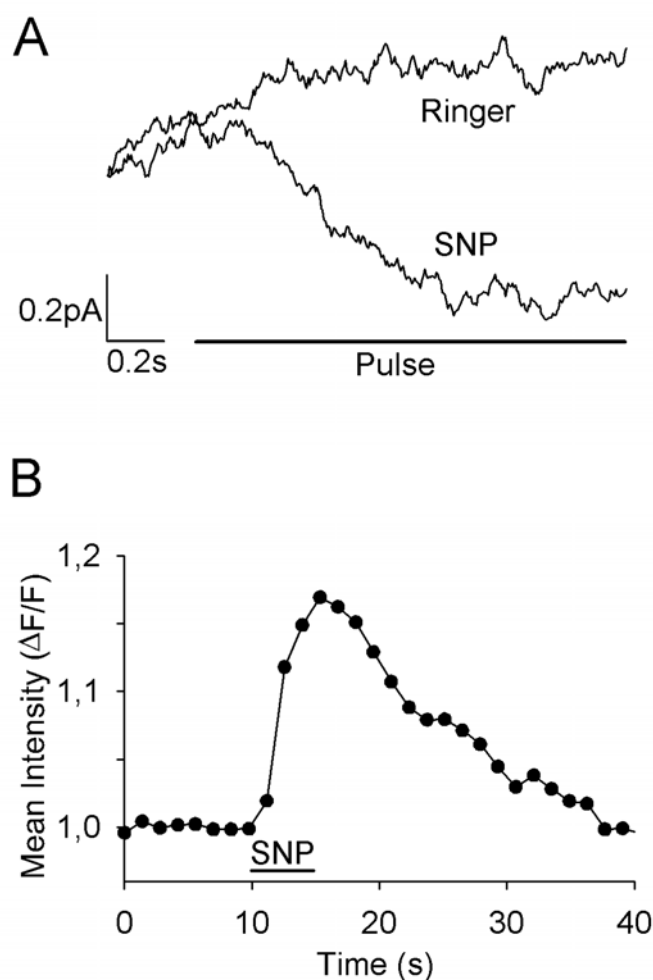 A
Ringer
SNP
0.2pA
0.2s
Pulse
B
Mean Intensity (ΔF/F)
1,2
1,1
1,0
SNP
0 10 20 30 40
Time (s)